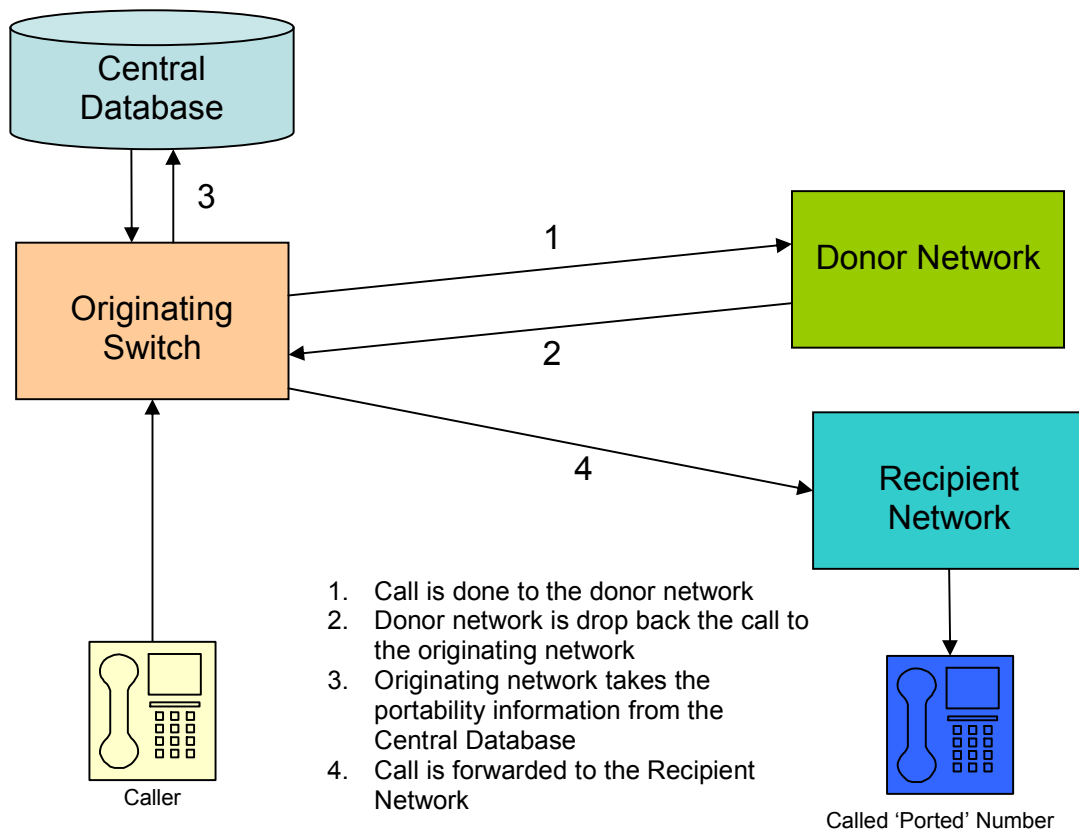 Central
Database
3
1
Donor Network
Originating
Switch
2
4
Recipient
Network
1. Call is done to the donor network
2. Donor network is drop back the call to
the originating network
3. Originating network takes the
portability information from the
Central Database
4. Call is forwarded to the Recipient
Network
Caller
Called ‘Ported’ Number